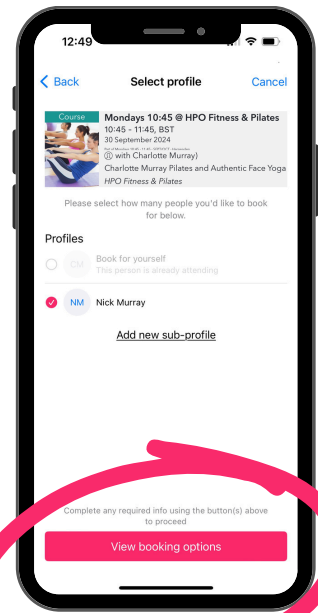 12:49
Back Select profile Cancel
Course
Mondays 10:45 @ HPO Fitness & Pilates
10:45 - 11:45, BST
30 September 2024
with Charlotte Murray)
Charlotte Murray Pilates and Authentic Face Yoga
HPO Fitness & Pilates
Please select how many people you'd like to book
for below.
Profiles
CM Book for yourself
This person is already attending
NM Nick Murray
Add new sub-profile
Complete any required info using the button(s) above
to proceed
View booking options